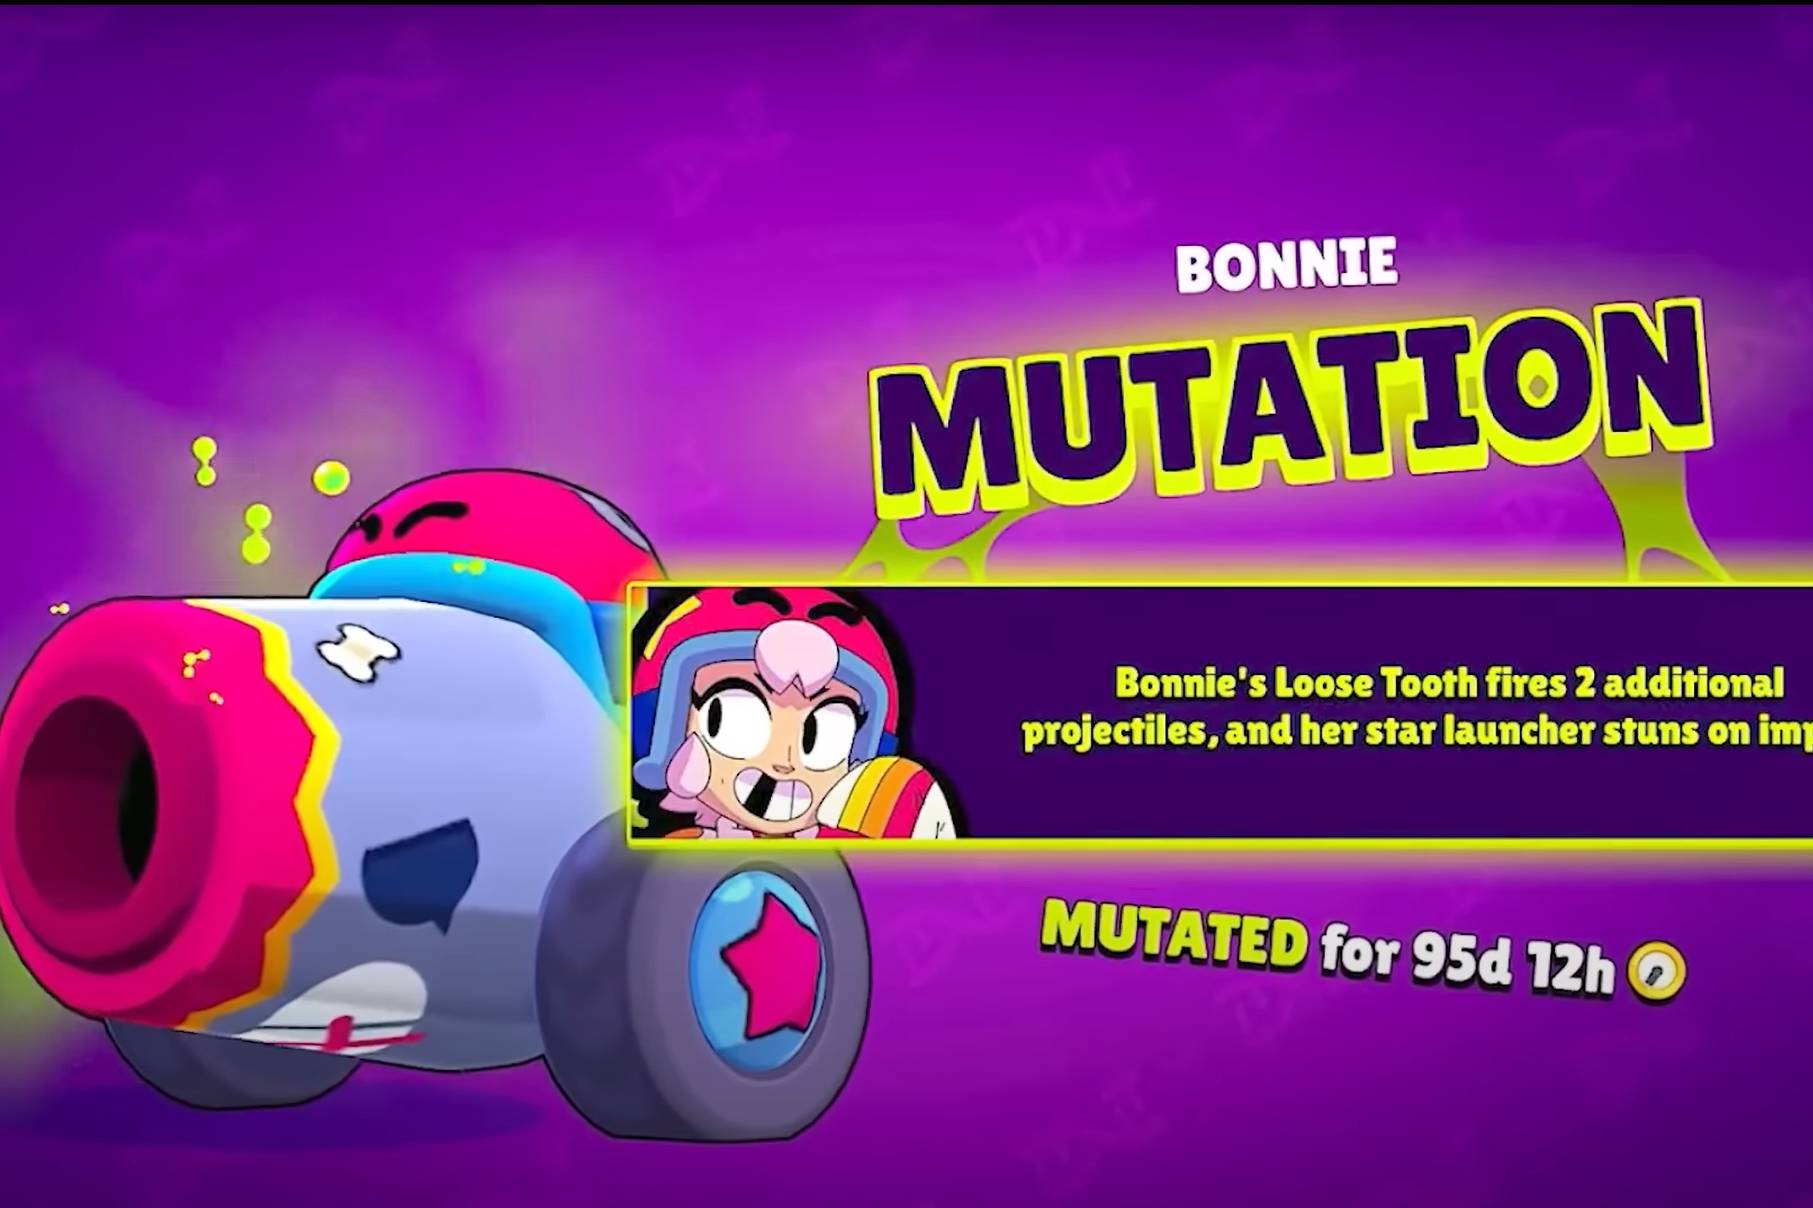 BONNIE
MUTATION
Bonnie's Loose Tooth fires 2 additional
projectiles, and her star launcher stuns on
MUTATED for 95d 12h